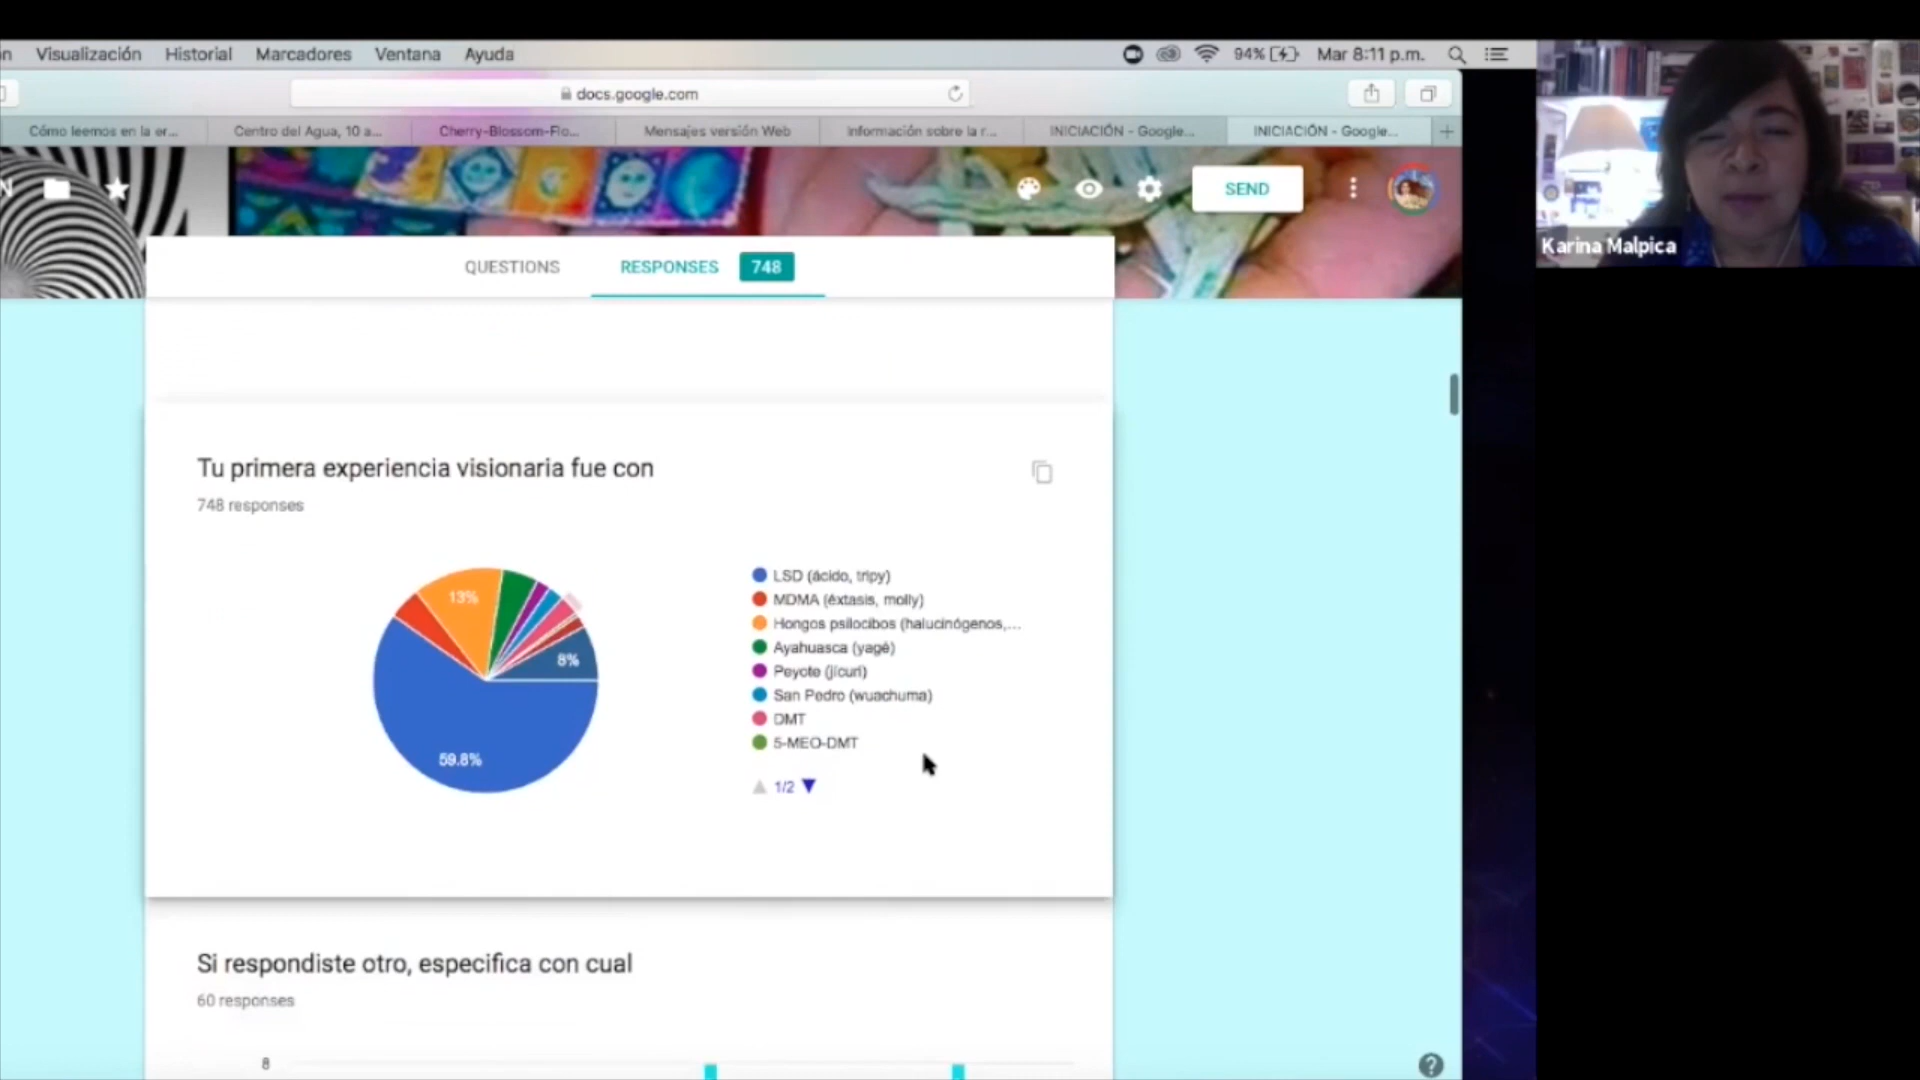 Visualización Historial Marcadores Ventana Ayuda 94% Mar 8:11 p.m.
docs.google.com
Cómo leemos en la er... Centro del Agua, 10 a... Cherry-Blossom-Flo... Mensajes versión Web Información sobre la r... INICIACIÓN - Google... INICIACIÓN - Google...
N SEND
Karina Malpica
QUESTIONS RESPONSES 748
Tu primera experiencia visionaria fue con
748 responses
LSD (ácido, tripy)
MDMA (éxtasis, molly)
Hongos psilocibos (halucinógenos,...
Ayahuasca (yagé)
Peyote (jícuri)
San Pedro (wuachuma)
DMT
5-MEO-DMT
1/2
13%
8%
59.8%
Si respondiste otro, especifica con cual
60 responses
8